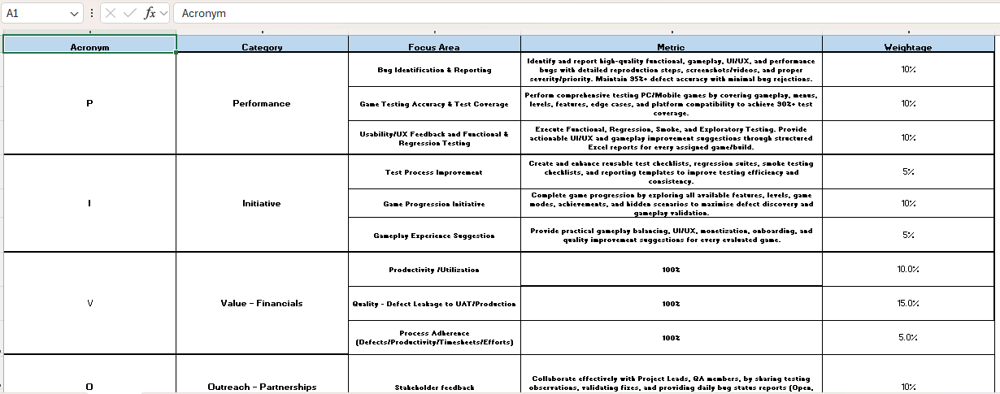 A1
fx
Acronym
Acronym Category Focus Area Metric Weightage
P
Performance
Bug Identification & Reporting
Identify and report high-quality functional, gameplay, UI/UX, and performance
bugs with detailed reproduction steps, screenshots/videos, and proper
severity/priority. Maintain 95%+ defect accuracy with minimal bug rejections.
10%
Game Testing Accuracy & Test Coverage
Perform comprehensive testing PC/Mobile games by covering gameplay, menus,
levels, features, edge cases, and platform compatibility to achieve 90%+ test
coverage.
10%
Usability/UX Feedback and Functional &
Regression Testing
Execute Functional, Regression, Smoke, and Exploratory Testing. Provide
actionable UI/UX and gameplay improvement suggestions through structured
Excel reports for every assigned game/build.
10%
I
Initiative
Test Process Improvement
Create and enhance reusable test checklists, regression suites, smoke testing
checklists, and reporting templates to improve testing efficiency and
consistency.
5%
Game Progression Initiative
Complete game progression by exploring all available features, levels, game
modes, achievements, and hidden scenarios to maximise defect discovery and
gameplay validation.
10%
Gameplay Experience Suggestion
Provide practical gameplay balancing, UI/UX, monetization, onboarding, and
quality improvement suggestions for every evaluated game.
5%
V
Value - Financials
Productivity /Utilization
100%
10.0%
Quality - Defect Leakage to UAT/Production
100%
15.0%
Process Adherence
(Defects/Productivity/Timesheets/Efforts)
100%
5.0%
O
Outreach - Partnerships
Stakeholder feedback
Collaborate effectively with Project Leads, QA members, by sharing testing
observations, validating fixes, and providing daily bug status reports (Open,
10%